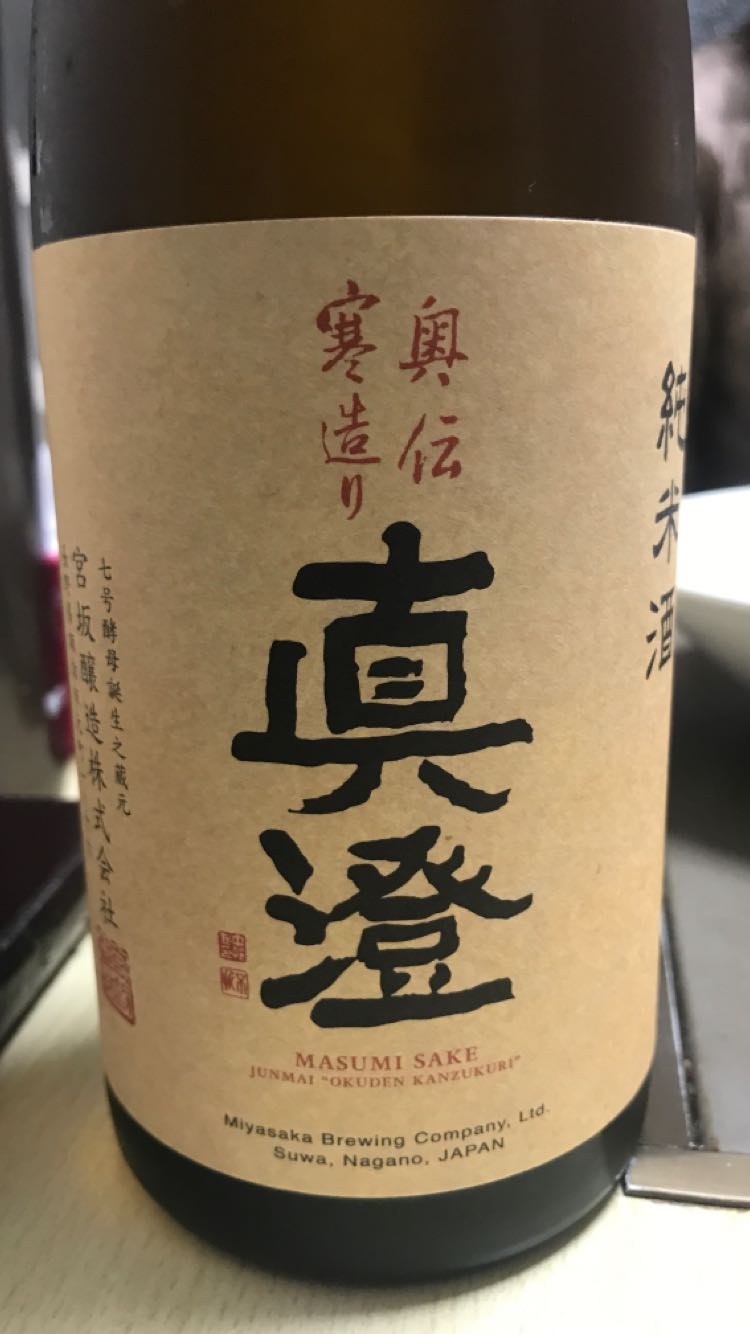 純米酒
奥伝
寒造り
真澄
七号酵母誕生之蔵元
宮坂醸造株式会社
MASUMI SAKE
JUNMAI "OKUDEN KANZUKURI"
Miyasaka Brewing Company, Ltd.
Suwa, Nagano, JAPAN